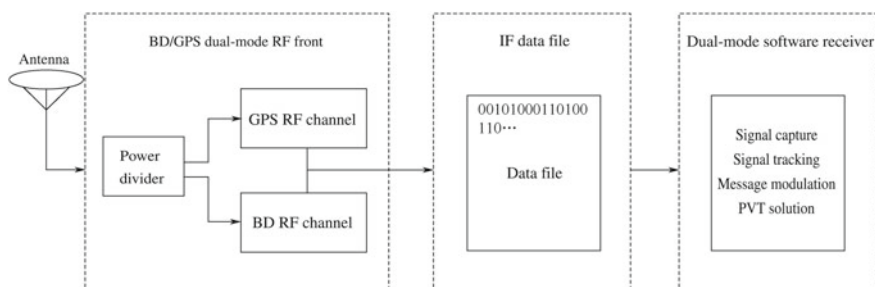 BD/GPS dual-mode RF front
IF data file
Dual-mode software receiver
Antenna
GPS RF channel
Power
divider
BD RF channel
00101000110100
110···
Data file
Signal capture
Signal tracking
Message modulation
PVT solution